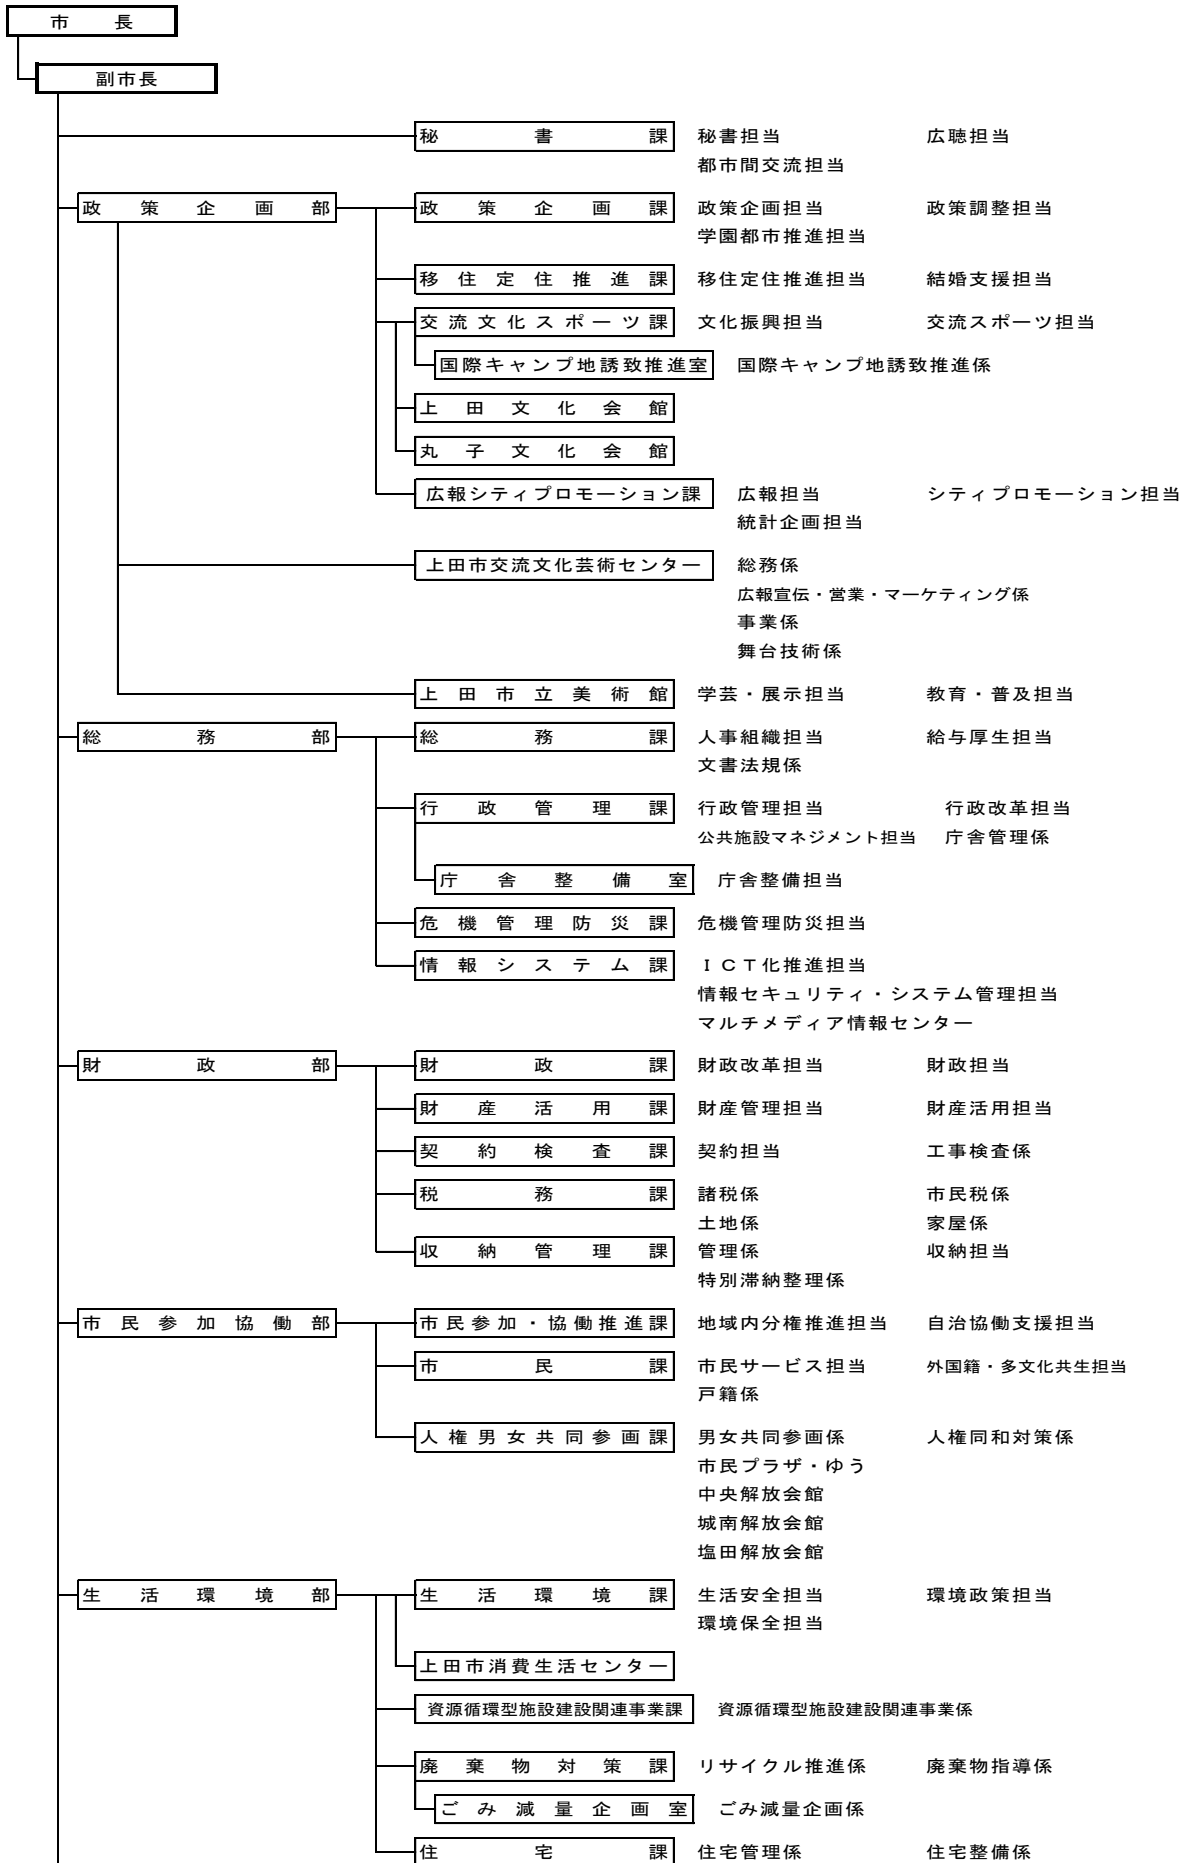 市長
副市長
秘書課 秘書担当 広聴担当
都市間交流担当
政策企画部 政策企画課 政策企画担当 政策調整担当
学園都市推進担当
移住定住推進課 移住定住推進担当 結婚支援担当
交流文化スポーツ課 文化振興担当 交流スポーツ担当
国際キャンプ地誘致推進室 国際キャンプ地誘致推進係
上田文化会館
丸子文化会館
広報シティプロモーション課 広報担当 シティプロモーション担当
統計企画担当
上田市交流文化芸術センター 総務係
広報宣伝・営業・マーケティング係
事業係
舞台技術係
上田市立美術館 学芸・展示担当 教育・普及担当
総務部 総務課 人事組織担当 給与厚生担当
文書法規係
行政管理課 行政管理担当 行政改革担当
公共施設マネジメント担当 庁舎管理係
庁舎整備室 庁舎整備担当
危機管理防災課 危機管理防災担当
情報システム課 ＩＣＴ化推進担当
情報セキュリティ・システム管理担当
マルチメディア情報センター
財政部 財政課 財政改革担当 財政担当
財産活用課 財産管理担当 財産活用担当
契約検査課 契約担当 工事検査係
税務課 諸税係 市民税係
土地係 家屋係
収納管理課 管理係 収納担当
特別滞納整理係
市民参加協働部 市民参加・協働推進課 地域内分権推進担当 自治協働支援担当
市民課 市民サービス担当 外国籍・多文化共生担当
戸籍係
人権男女共同参画課 男女共同参画係 人権同和対策係
市民プラザ・ゆう
中央解放会館
城南解放会館
塩田解放会館
生活環境部 生活環境課 生活安全担当 環境政策担当
環境保全担当
上田市消費生活センター
資源循環型施設建設関連事業課 資源循環型施設建設関連事業係
廃棄物対策課 リサイクル推進係 廃棄物指導係
ごみ減量企画室 ごみ減量企画係
住宅課 住宅管理係 住宅整備係